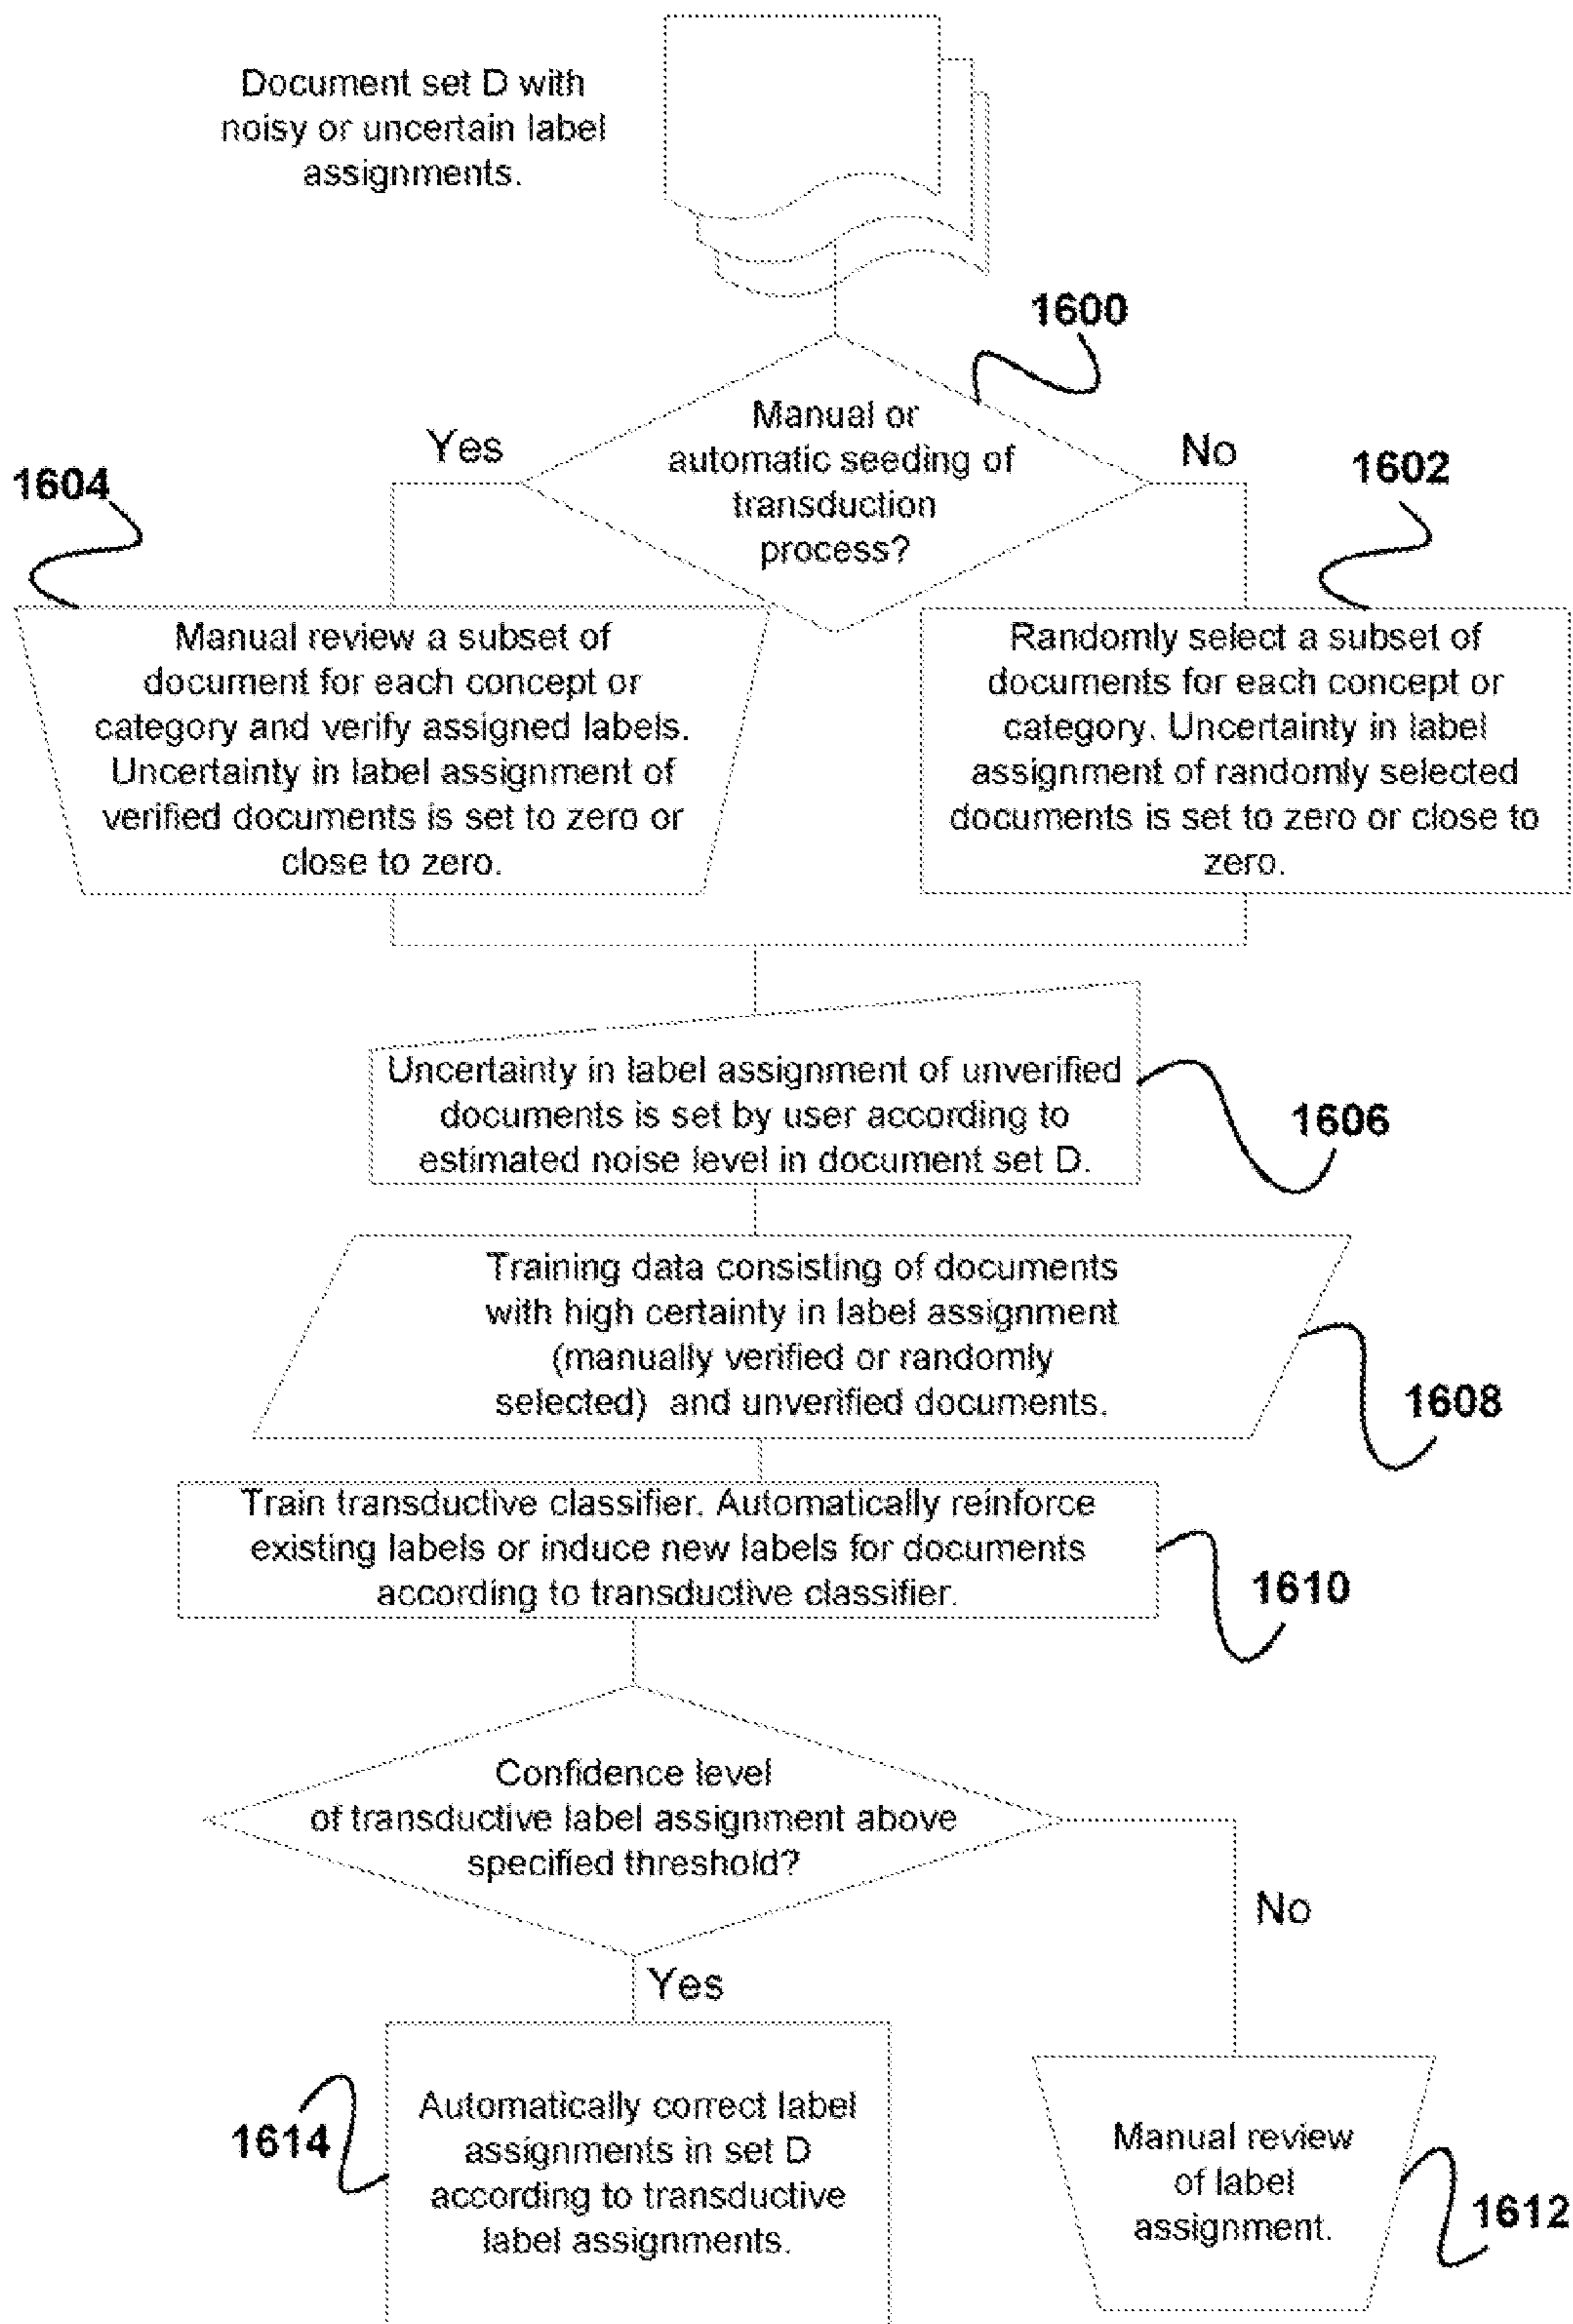 Document set D with
noisy or uncertain label
assignments.
1600
Manual or
automatic seeding of
transduction
process?
Yes
No
1604
1602
Manual review a subset of
document for each concept or
category and verify assigned labels.
Uncertainty in label assignment of
verified documents is set to zero or
close to zero.
Randomly select a subset of
documents for each concept or
category. Uncertainty in label
assignment of randomly selected
documents is set to zero or close to
zero.
Uncertainty in label assignment of unverified
documents is set by user according to
estimated noise level in document set D.
1606
Training data consisting of documents
with high certainty in label assignment
(manually verified or randomly
selected) and unverified documents.
1608
Train transductive classifier. Automatically reinforce
existing labels or induce new labels for documents
according to transductive classifier.
1610
Confidence level
of transductive label assignment above
specified threshold?
No
Yes
Automatically correct label
assignments in set D
according to transductive
label assignments.
1614
Manual review
of label
assignment.
1612